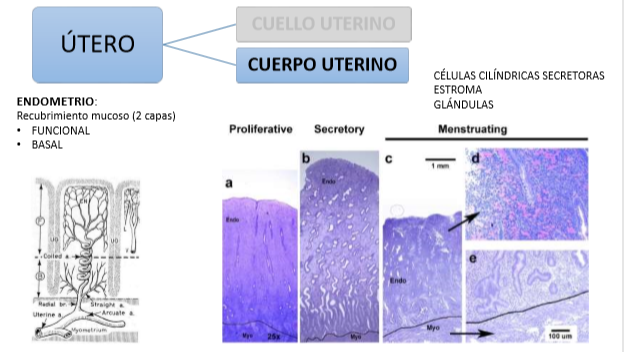 ÚTERO
CUELLO UTERINO
CUERPO UTERINO
CÉLULAS CILÍNDRICAS SECRETORAS
ESTROMA
GLÁNDULAS
ENDOMETRIO:
Recubrimiento mucoso (2 capas)
• FUNCIONAL
• BASAL
Proliferative Secretory Menstruating
a
b
c
d
e
1 mm
Endo
Endo
Endo
Myo
25x
Myo
Myo
100 um
UG
UG
Coiled a.
Radial br.
Straight a.
Uterine a.
Arcuate a.
Myometrium